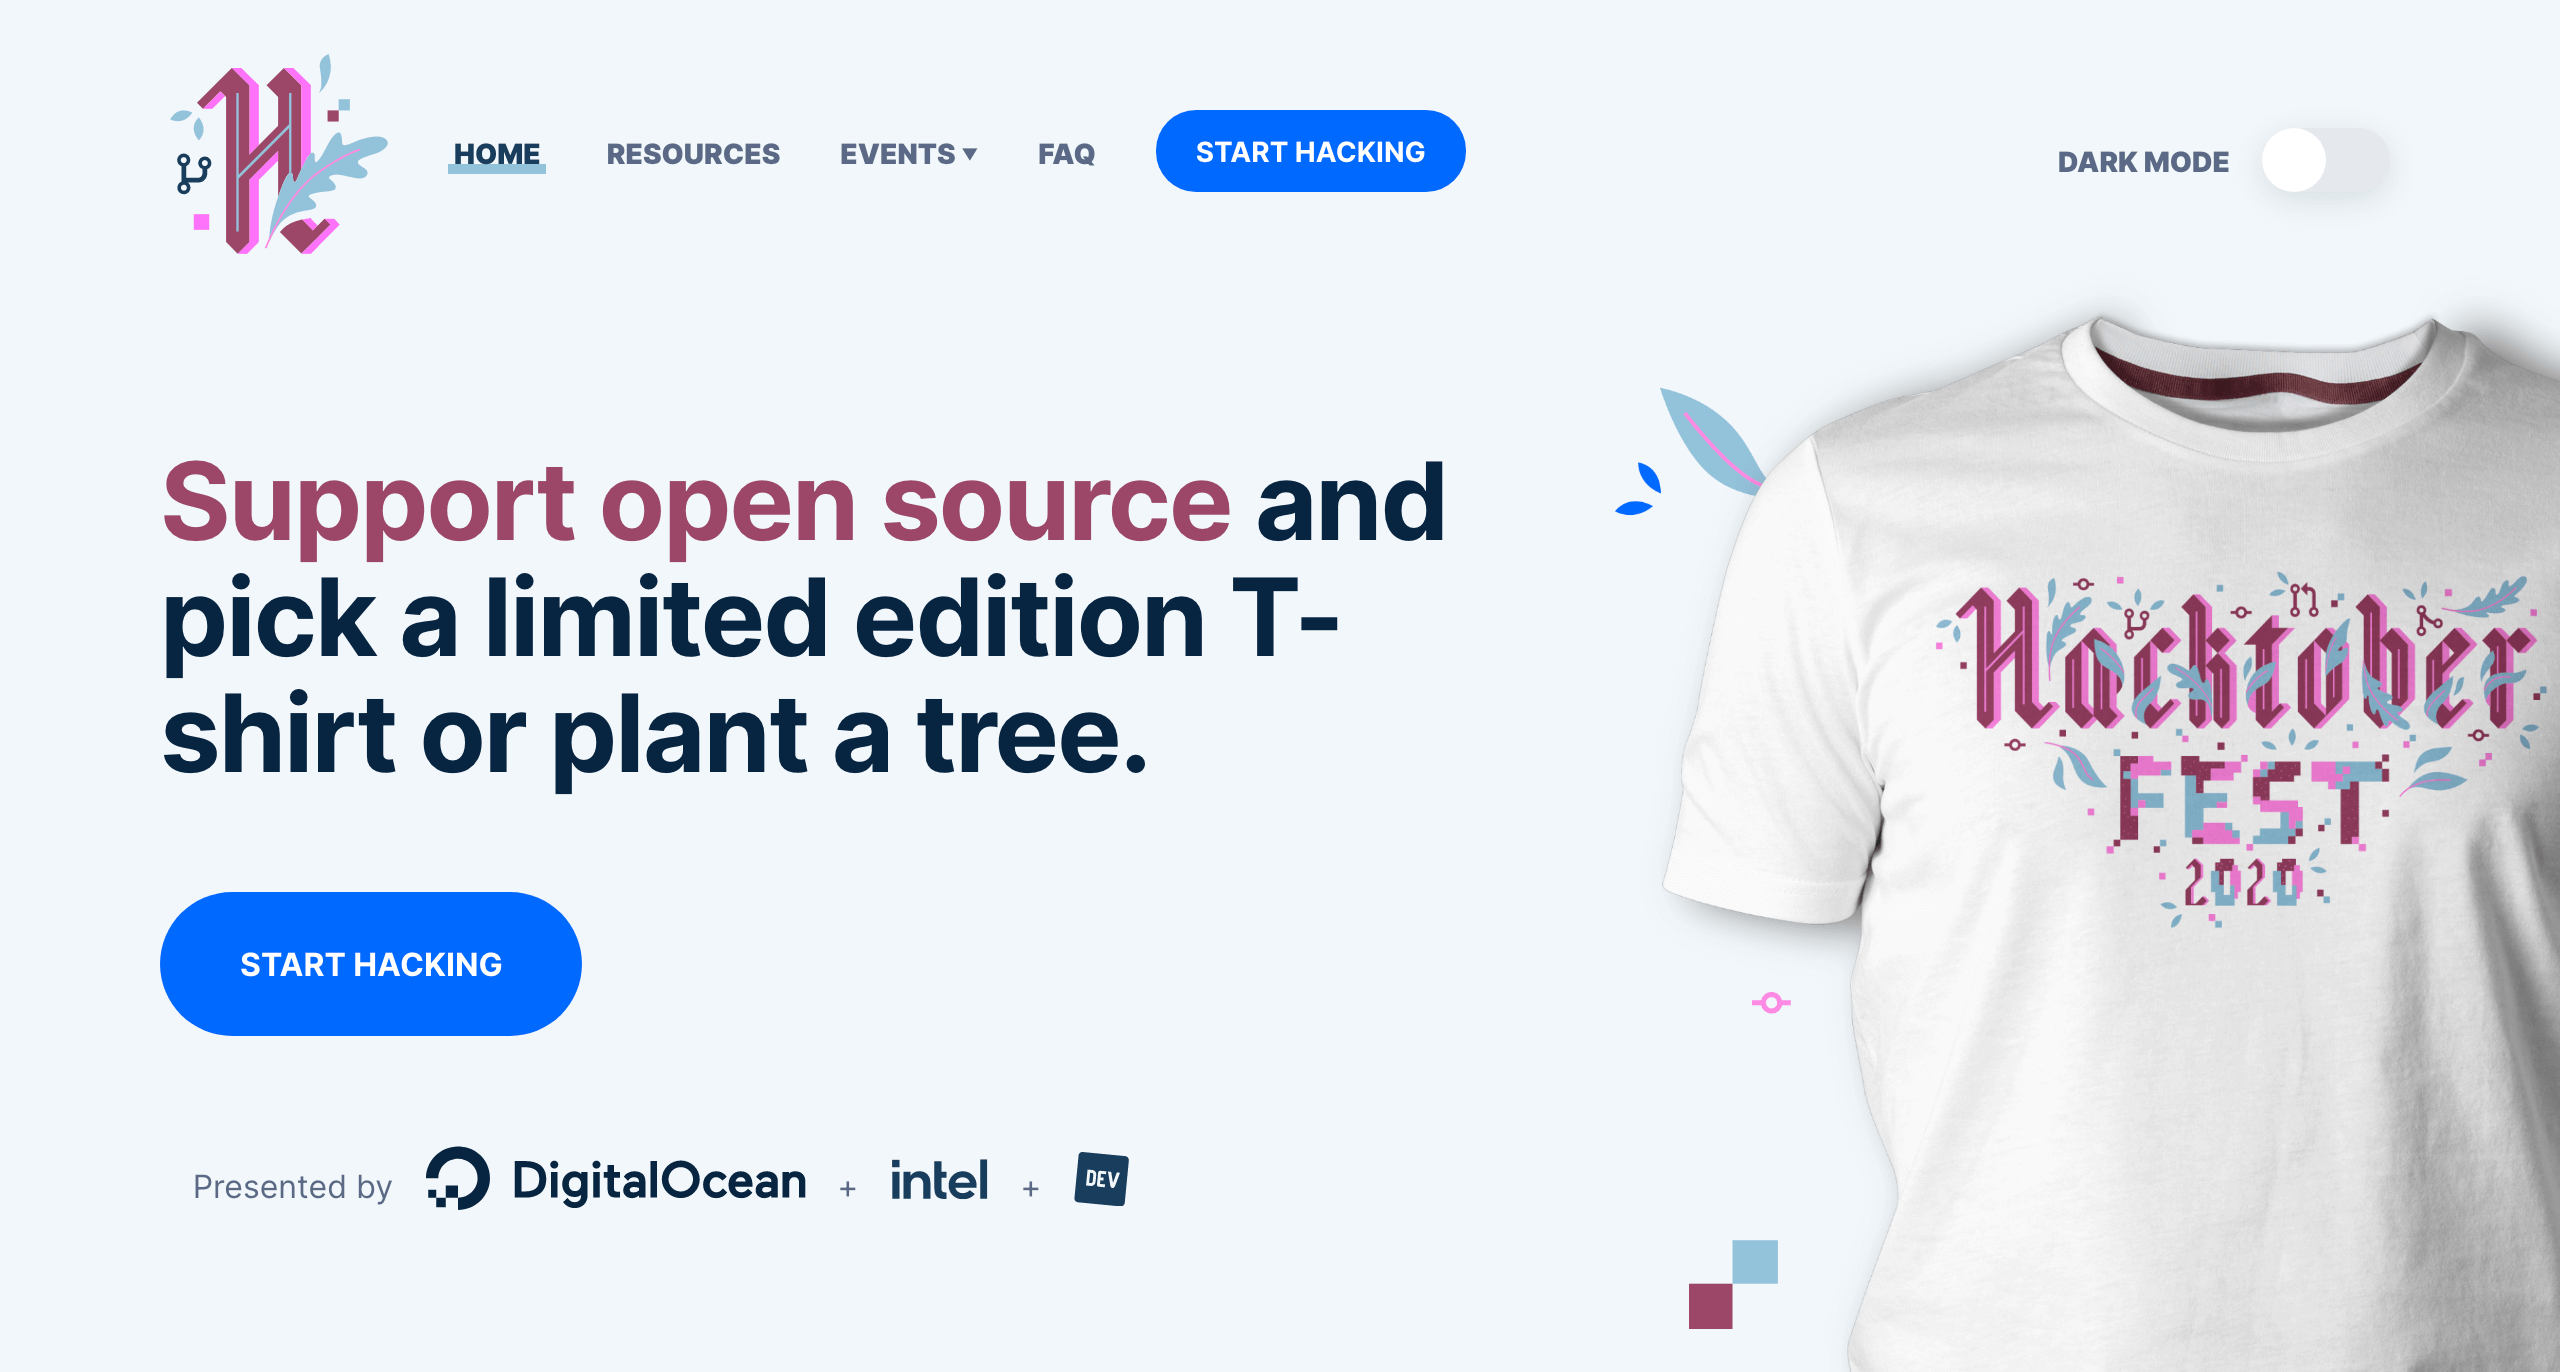 HOME RESOURCES EVENTS ▼ FAQ START HACKING DARK MODE
Support open source and
pick a limited edition T-
shirt or plant a tree.
START HACKING
Presented by DigitalOcean + intel + DEV
Hacktober
FEST
2020